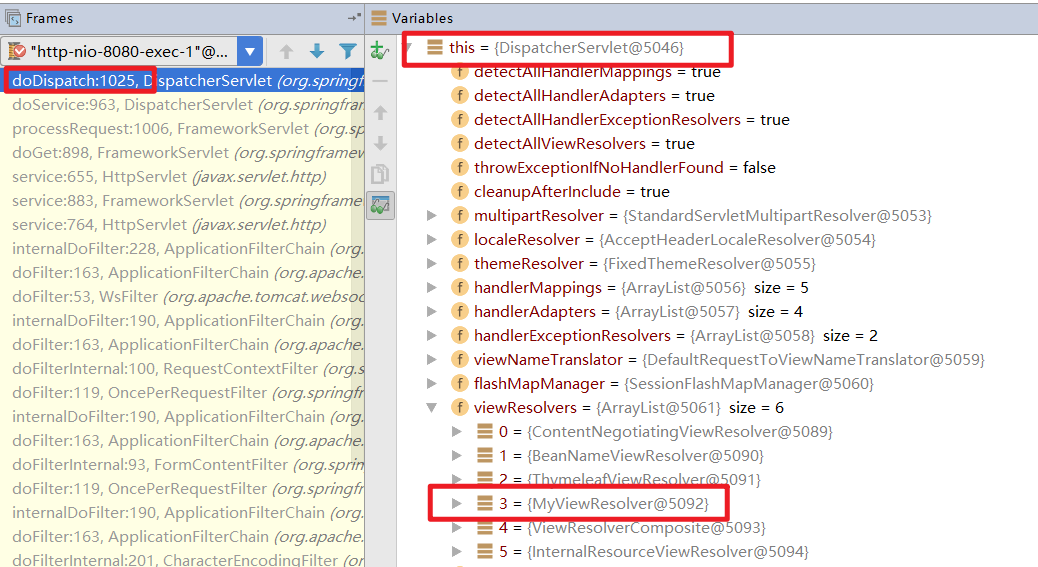 Frames
"http-nio-8080-exec-1"@...
doDispatch:1025, DispatcherServlet (org.springfram
doService:963, DispatcherServlet (org.springfram
processRequest:1006, FrameworkServlet (org.spring
doGet:898, FrameworkServlet (org.springframew
service:655, HttpServlet (javax.servlet.http)
service:883, FrameworkServlet (org.springframew
service:764, HttpServlet (javax.servlet.http)
internalDoFilter:228, ApplicationFilterChain (org.
doFilter:163, ApplicationFilterChain (org.apache.
doFilter:53, WsFilter (org.apache.tomcat.websoc
internalDoFilter:190, ApplicationFilterChain (org.
doFilter:163, ApplicationFilterChain (org.apache.
doFilterInternal:100, RequestContextFilter (org.s
doFilter:119, OncePerRequestFilter (org.springfr
internalDoFilter:190, ApplicationFilterChain (org.
doFilter:163, ApplicationFilterChain (org.apache.
doFilterInternal:93, FormContentFilter (org.spring
doFilter:119, OncePerRequestFilter (org.springfr
internalDoFilter:190, ApplicationFilterChain (org.
doFilter:163, ApplicationFilterChain (org.apache.
doFilterInternal:201, CharacterEncodingFilter (org
Variables
this = {DispatcherServlet@5046}
detectAllHandlerMappings = true
detectAllHandlerAdapters = true
detectAllHandlerExceptionResolvers = true
detectAllViewResolvers = true
throwExceptionIfNoHandlerFound = false
cleanupAfterInclude = true
multipartResolver = {StandardServletMultipartResolver@5053}
localeResolver = {AcceptHeaderLocaleResolver@5054}
themeResolver = {FixedThemeResolver@5055}
handlerMappings = {ArrayList@5056} size = 5
handlerAdapters = {ArrayList@5057} size = 4
handlerExceptionResolvers = {ArrayList@5058} size = 2
viewNameTranslator = {DefaultRequestToViewNameTranslator@5059}
flashMapManager = {SessionFlashMapManager@5060}
viewResolvers = {ArrayList@5061} size = 6
0 = {ContentNegotiatingViewResolver@5089}
1 = {BeanNameViewResolver@5090}
2 = {ThymeleafViewResolver@5091}
3 = {MyViewResolver@5092}
4 = {ViewResolverComposite@5093}
5 = {InternalResourceViewResolver@5094}